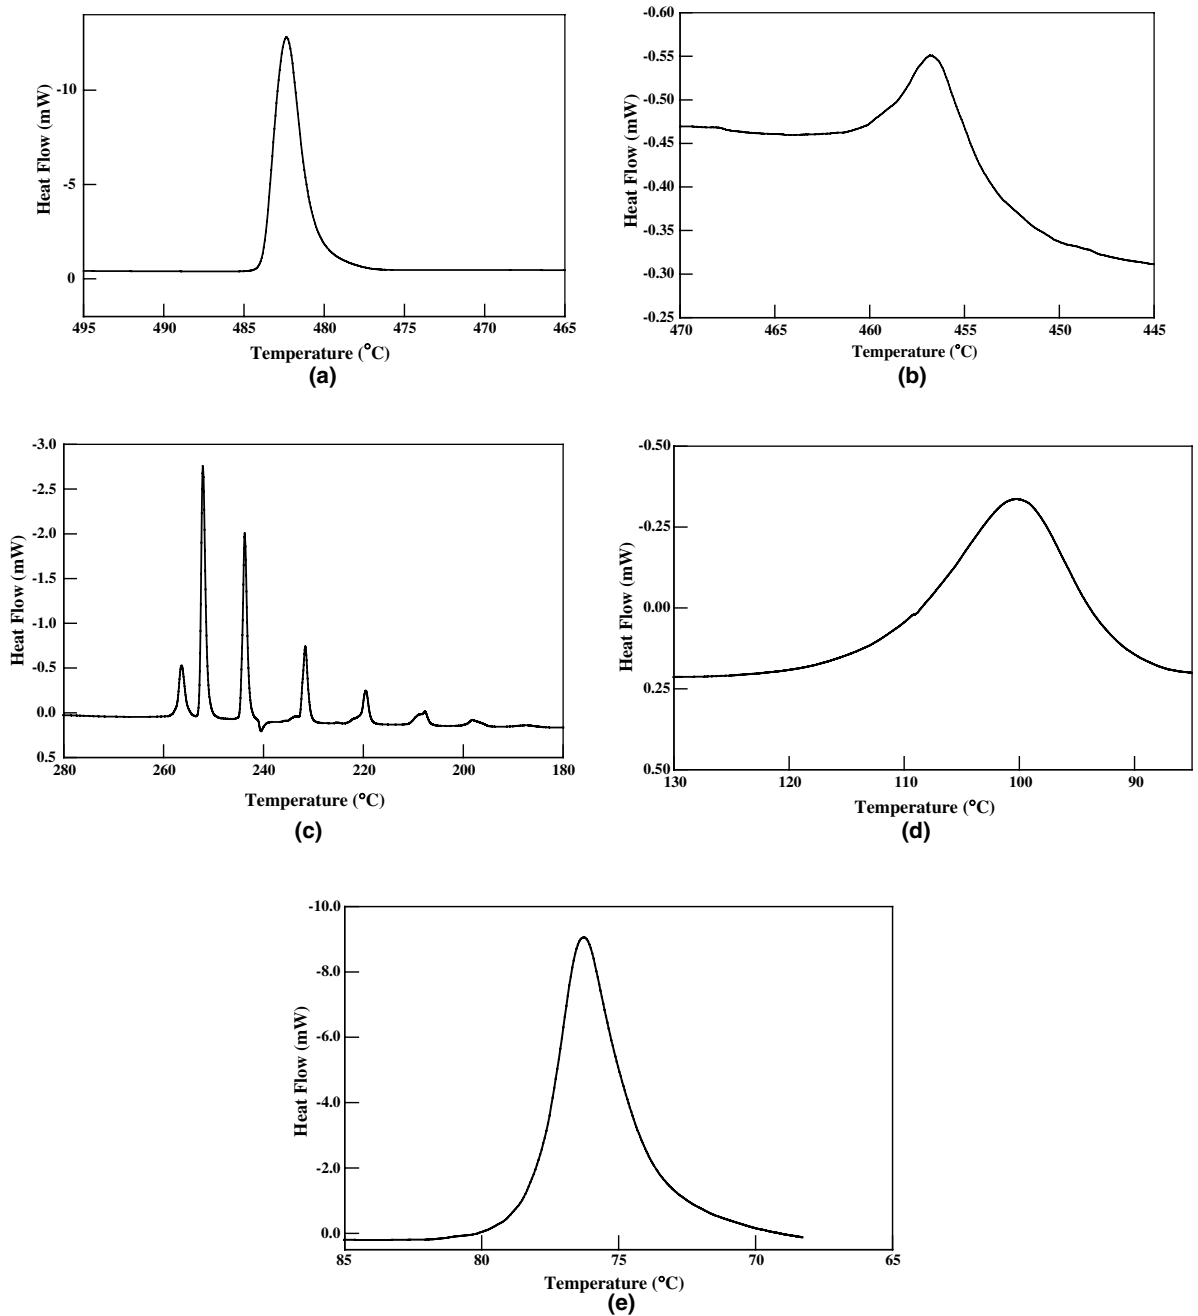 -10
-5
0
Heat Flow (mW)
495 490 485 480 475 470 465
Temperature (°C)
(a)
-0.60
-0.55
-0.50
-0.45
-0.40
-0.35
-0.30
-0.25
Heat Flow (mW)
470 465 460 455 450 445
Temperature (°C)
(b)
-3.0
-2.5
-2.0
-1.5
-1.0
-0.5
0.0
0.5
Heat Flow (mW)
280 260 240 220 200 180
Temperature (°C)
(c)
-0.50
-0.25
0.00
0.25
0.50
Heat Flow (mW)
130 120 110 100 90
Temperature (°C)
(d)
-10.0
-8.0
-6.0
-4.0
-2.0
0.0
Heat Flow (mW)
85 80 75 70 65
Temperature (°C)
(e)